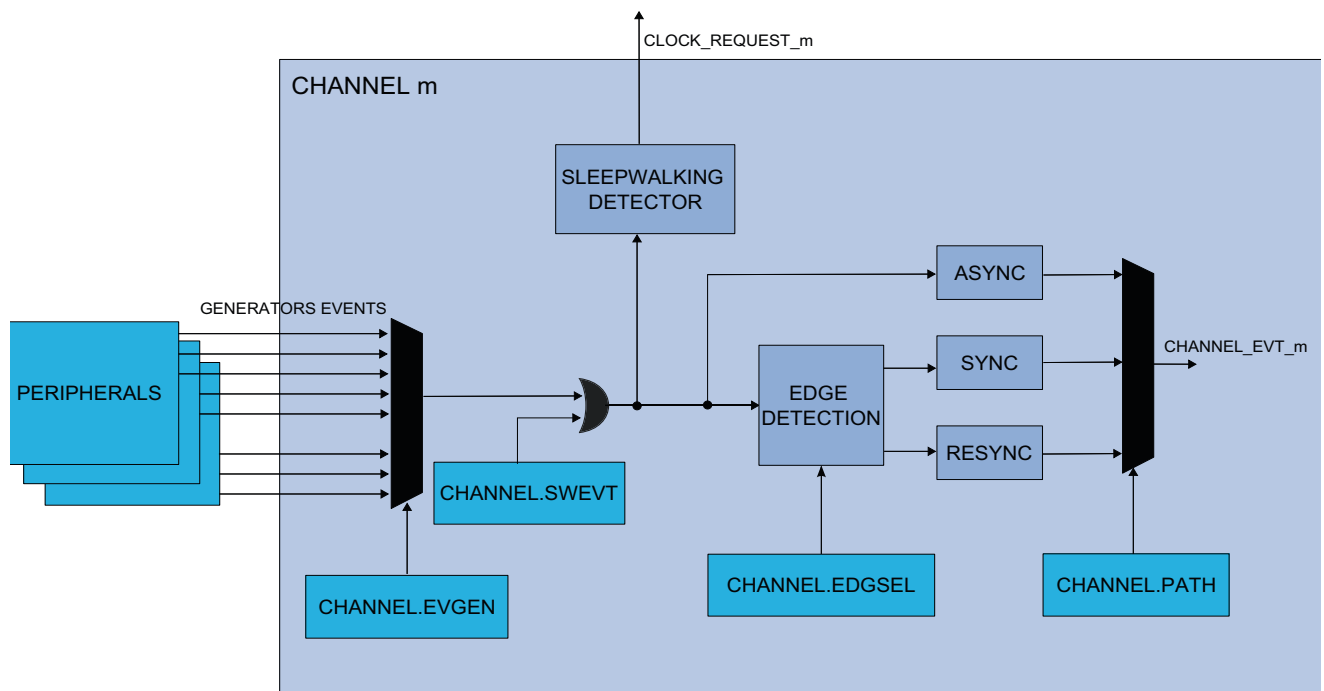 CLOCK_REQUEST_m
CHANNEL m
SLEEPWALKING
DETECTOR
ASYNC
GENERATORS EVENTS
CHANNEL_EVT_m
SYNC
PERIPHERALS
EDGE
DETECTION
RESYNC
CHANNEL.SWEVT
CHANNEL.EDGSEL
CHANNEL.PATH
CHANNEL.EVGEN